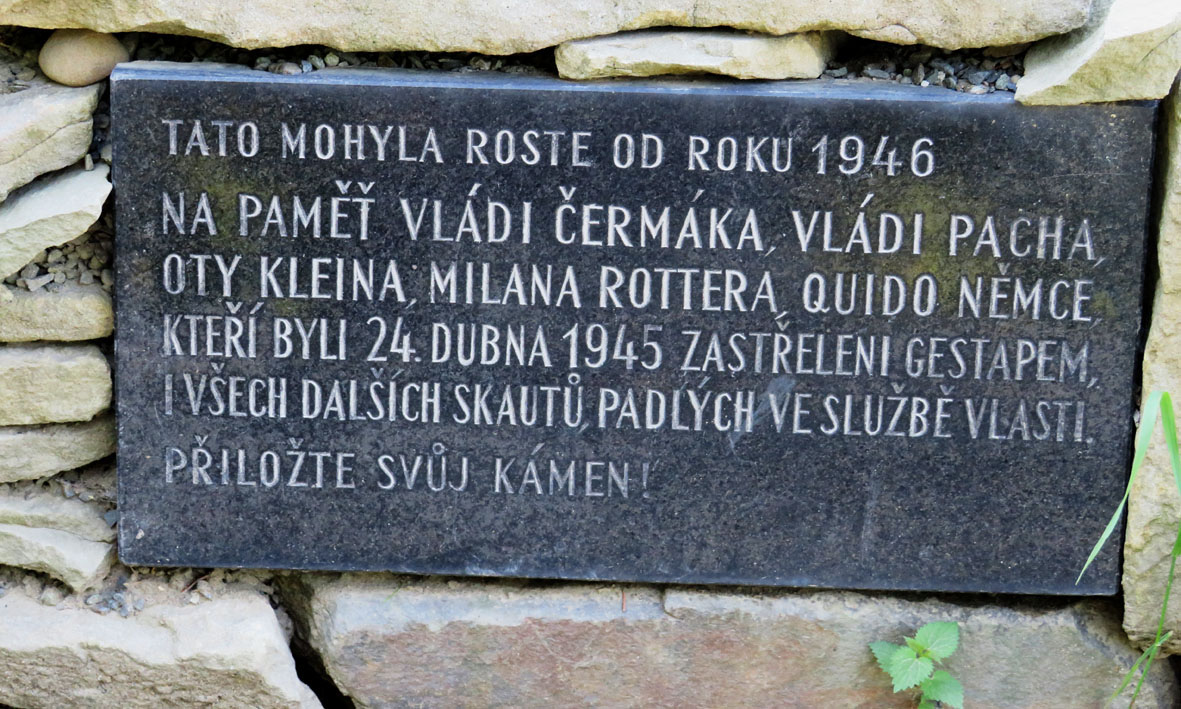 TATO MOHYLA ROSTE OD ROKU 1946
NA PAMĚŤ VLÁDI ČERMÁKA, VLÁDI PACHA,
OTY KLEINA, MILANA ROTTERA, QUIDO NĚMCE,
KTEŘÍ BYLI 24. DUBNA 1945 ZASTŘELENI GESTAPEM,
I VŠECH DALŠÍCH SKAUTŮ, PADLÝCH VE SLUŽBĚ VLASTI.
PŘILOŽTE SVŮJ KÁMEN!